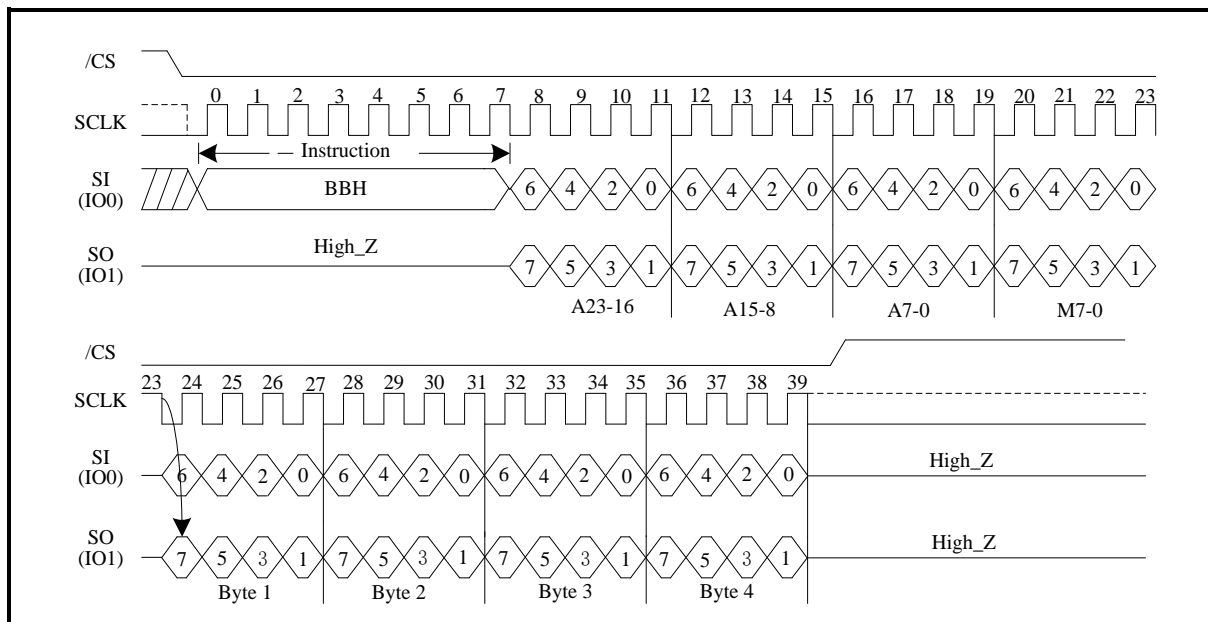 /CS
0 1 2 3 4 5 6 7 8 9 10 11 12 13 14 15 16 17 18 19 20 21 22 23
SCLK
Instruction
SI
(IO0)
BBH
6 4 2 0 6 4 2 0 6 4 2 0 6 4 2 0
High_Z
SO
(IO1)
7 5 3 1 7 5 3 1 7 5 3 1 7 5 3 1
A23-16 A15-8 A7-0 M7-0
/CS
23 24 25 26 27 28 29 30 31 32 33 34 35 36 37 38 39
SCLK
SI
(IO0)
6 4 2 0 6 4 2 0 6 4 2 0 6 4 2 0
High_Z
SO
(IO1)
7 5 3 1 7 5 3 1 7 5 3 1 7 5 3 1
High_Z
Byte 1 Byte 2 Byte 3 Byte 4